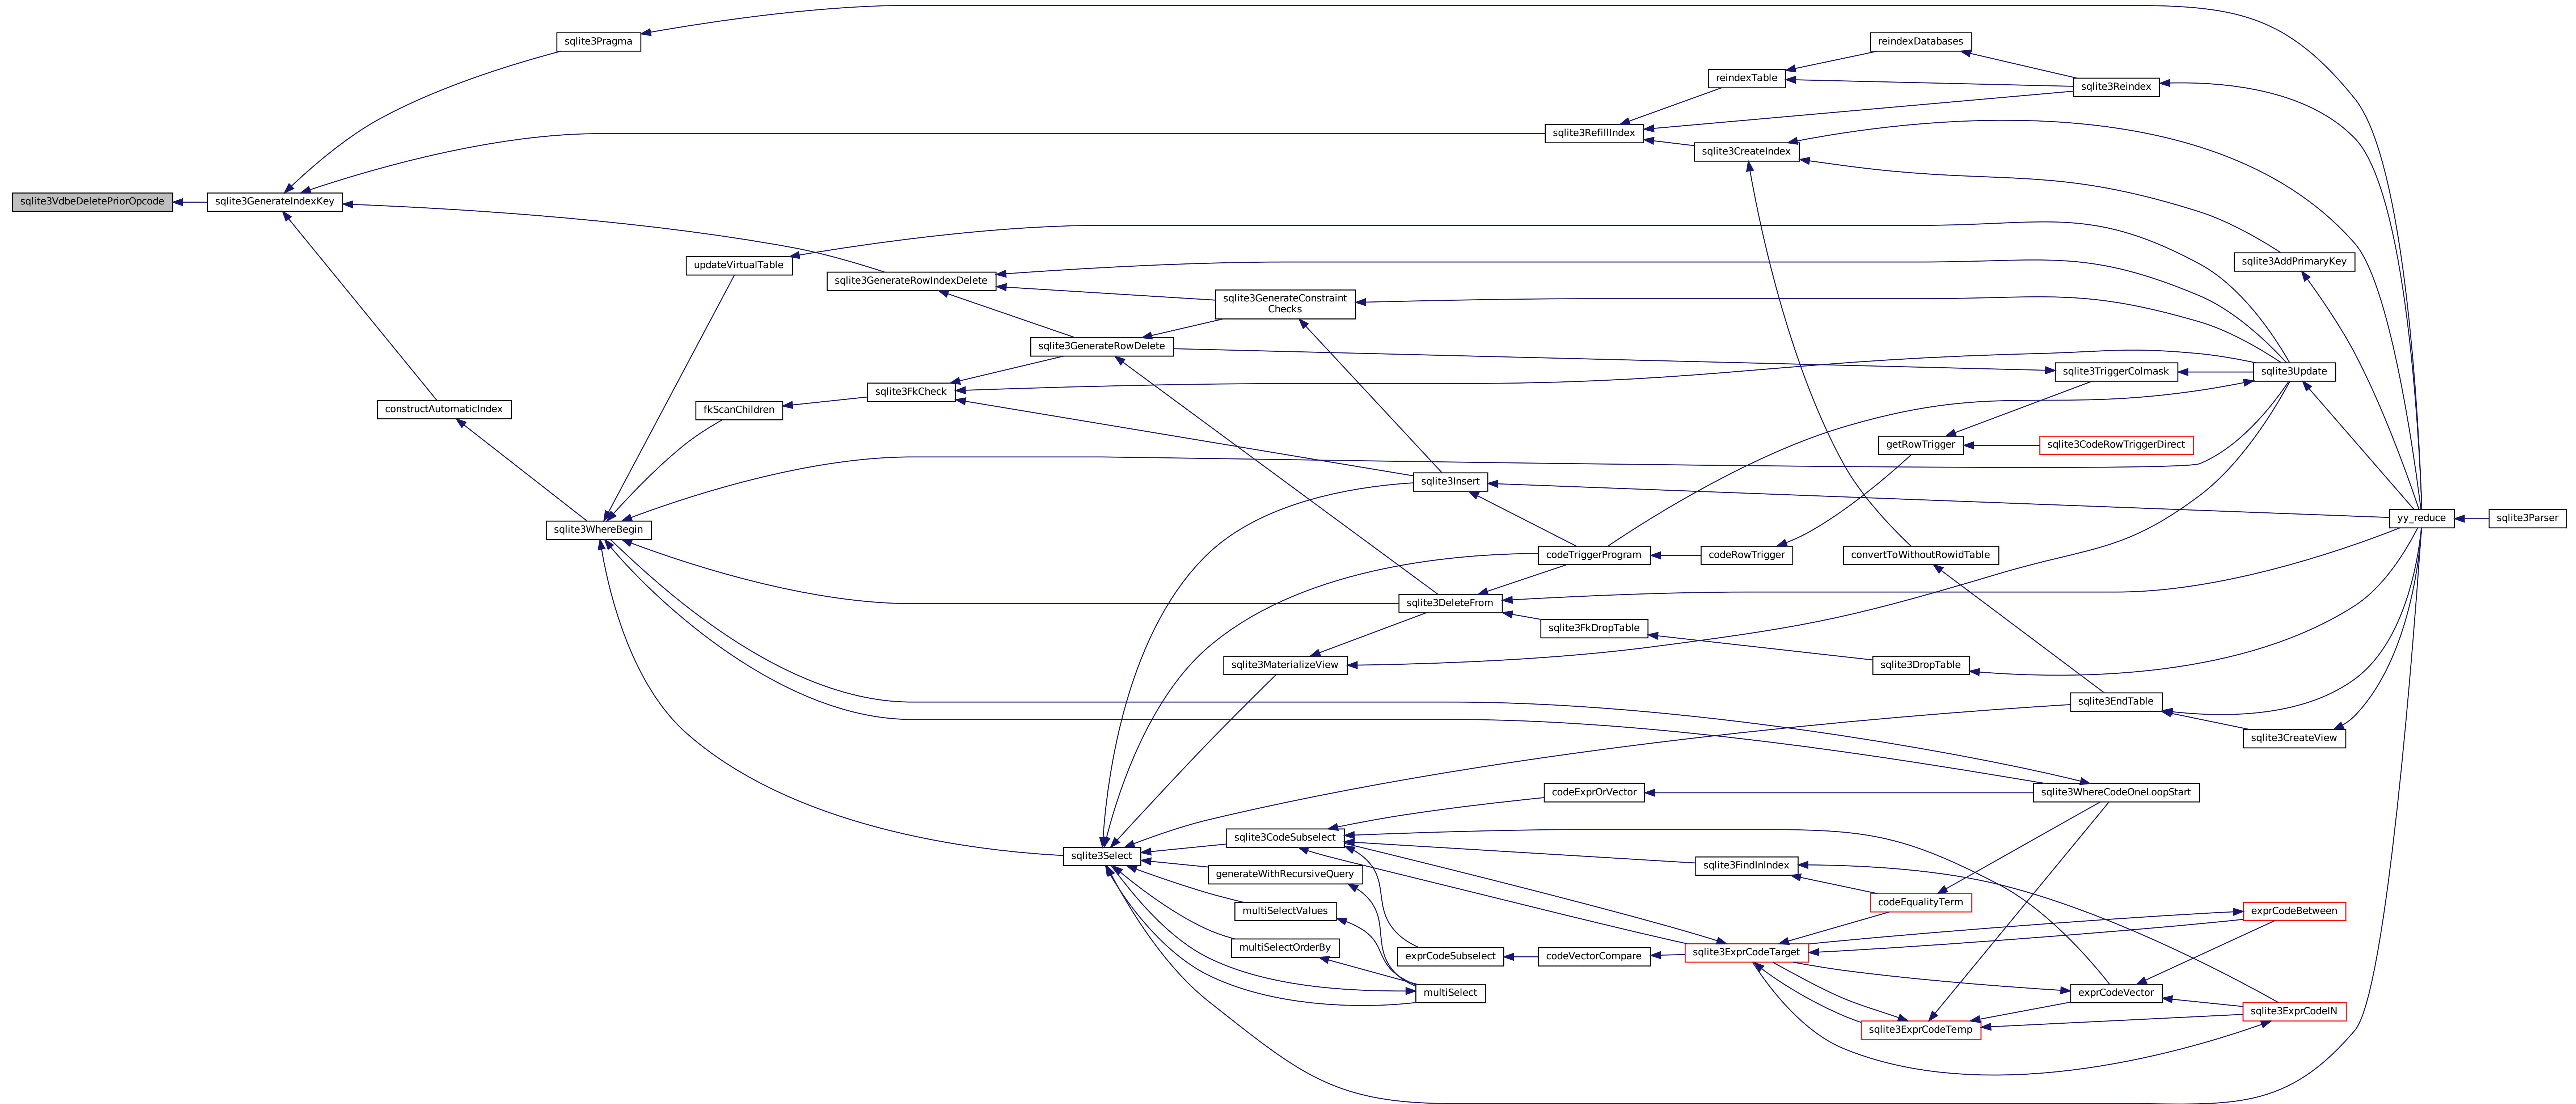 sqlite3Pragma
reindexDatabases
reindexTable
sqlite3Reindex
sqlite3RefillIndex
sqlite3CreateIndex
sqlite3VdbeDeletePriorOpcode
sqlite3GenerateIndexKey
updateVirtualTable
sqlite3AddPrimaryKey
sqlite3GenerateRowIndexDelete
sqlite3GenerateConstraint
Checks
sqlite3GenerateRowDelete
sqlite3TriggerColmask
sqlite3Update
sqlite3FkCheck
constructAutomaticIndex
fkScanChildren
getRowTrigger
sqlite3CodeRowTriggerDirect
sqlite3Insert
yy_reduce
sqlite3Parser
sqlite3WhereBegin
codeTriggerProgram
codeRowTrigger
convertToWithoutRowidTable
sqlite3DeleteFrom
sqlite3FkDropTable
sqlite3MaterializeView
sqlite3DropTable
sqlite3EndTable
sqlite3CreateView
codeExprOrVector
sqlite3WhereCodeOneLoopStart
sqlite3CodeSubselect
sqlite3Select
sqlite3FindInIndex
generateWithRecursiveQuery
codeEqualityTerm
multiSelectValues
exprCodeBetween
multiSelectOrderBy
sqlite3ExprCodeTarget
exprCodeSubselect
codeVectorCompare
multiSelect
exprCodeVector
sqlite3ExprCodeIN
sqlite3ExprCodeTemp